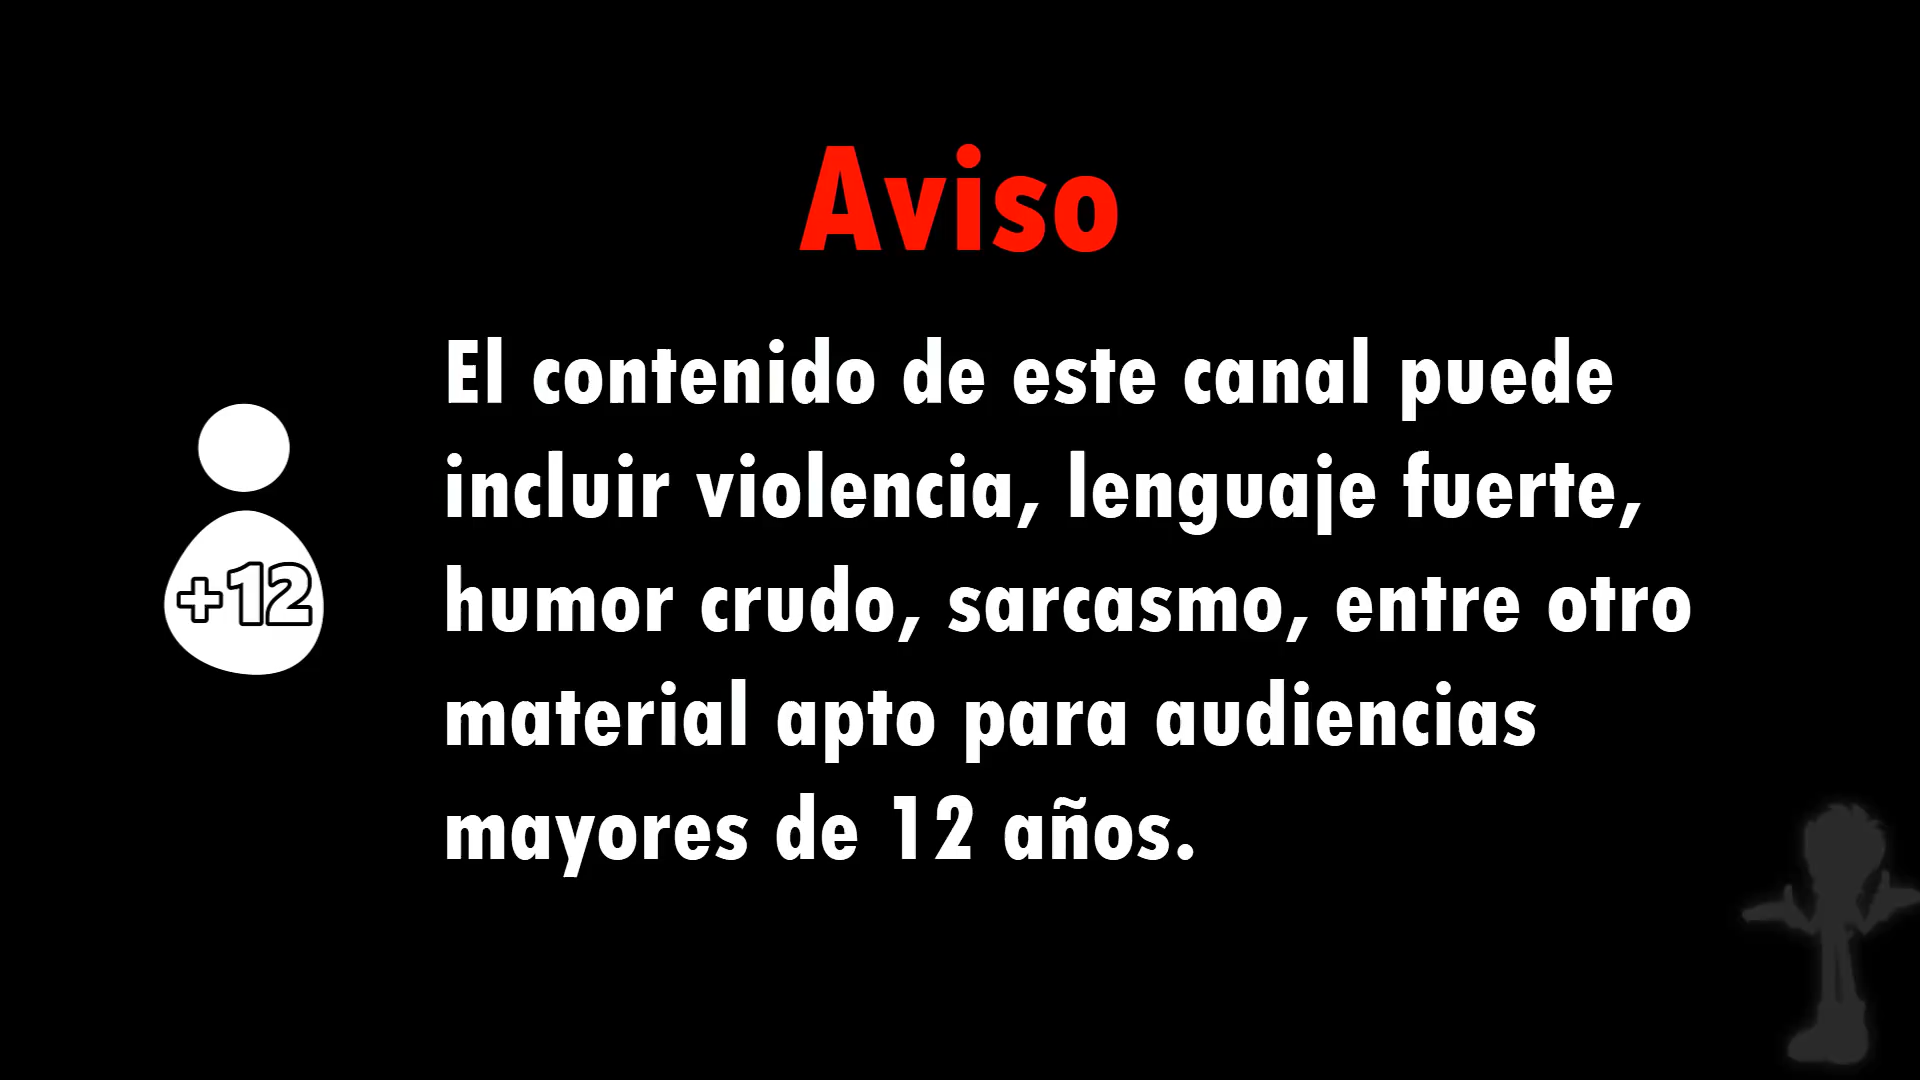 Aviso
El contenido de este canal puede
incluir violencia, lenguaje fuerte,
humor crudo, sarcasmo, entre otro
material apto para audiencias
mayores de 12 años.
+12